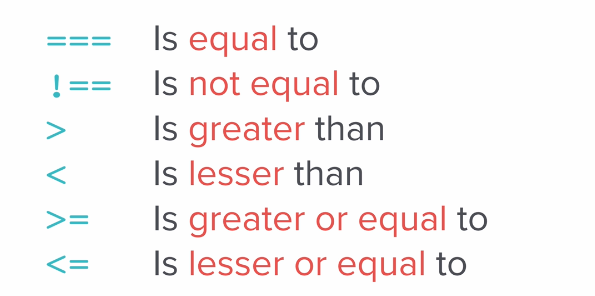 === Is equal to
!== Is not equal to
> Is greater than
< Is lesser than
>= Is greater or equal to
<= Is lesser or equal to